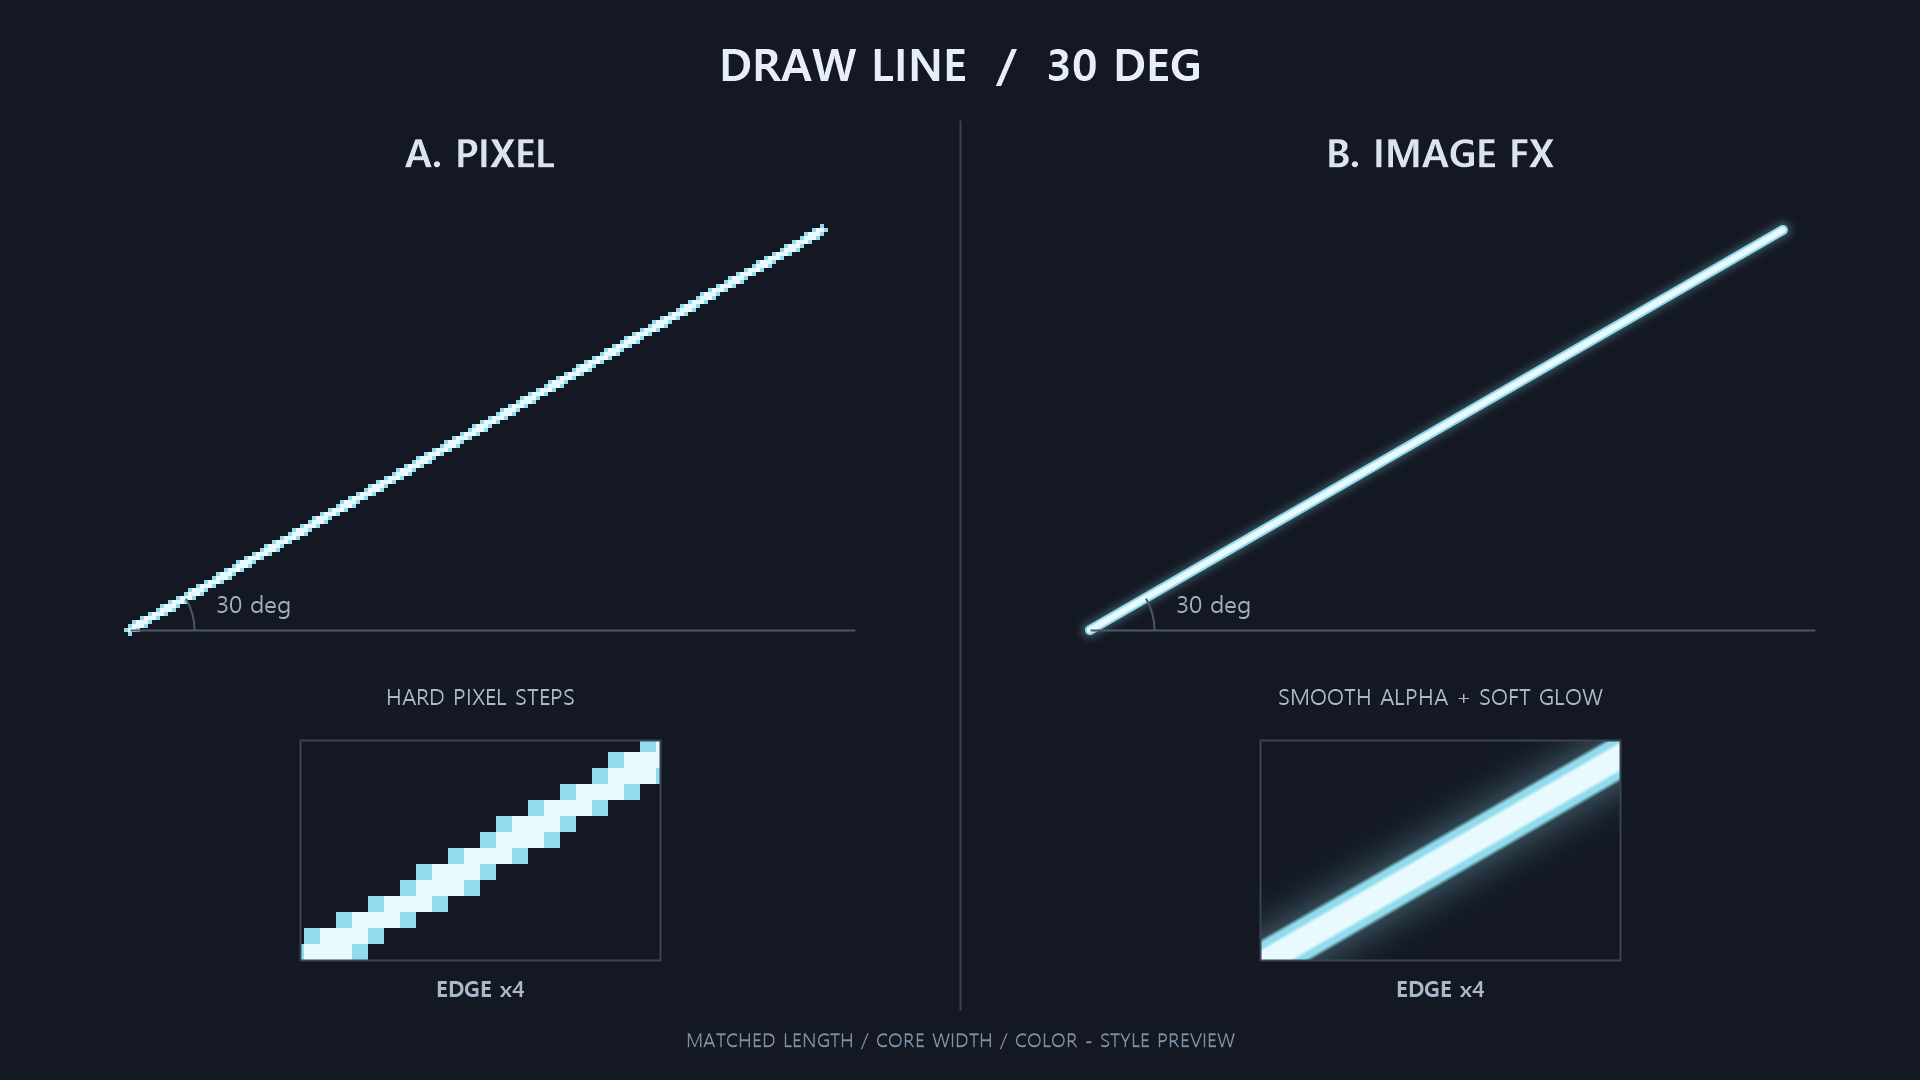 DRAW LINE / 30 DEG
A. PIXEL
30 deg
HARD PIXEL STEPS
EDGE x4
B. IMAGE FX
30 deg
SMOOTH ALPHA + SOFT GLOW
EDGE x4
MATCHED LENGTH / CORE WIDTH / COLOR - STYLE PREVIEW